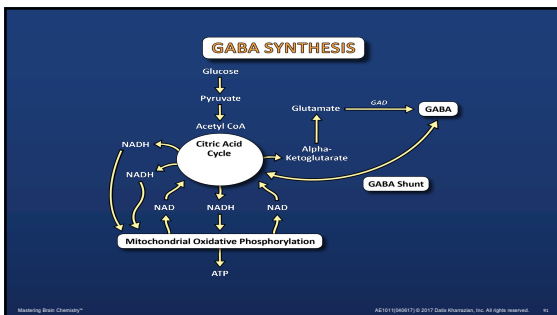 GABA SYNTHESIS
Glucose
Pyruvate
Acetyl CoA
Citric Acid
Cycle
NADH
NADH
NAD
NADH
NAD
Mitochondrial Oxidative Phosphorylation
ATP
Alpha-
Ketoglutarate
Glutamate
GAD
GABA
GABA Shunt
Mastering Brain Chemistry™
AE1011(040617) © 2017 Datis Kharrazian, Inc. All rights reserved.